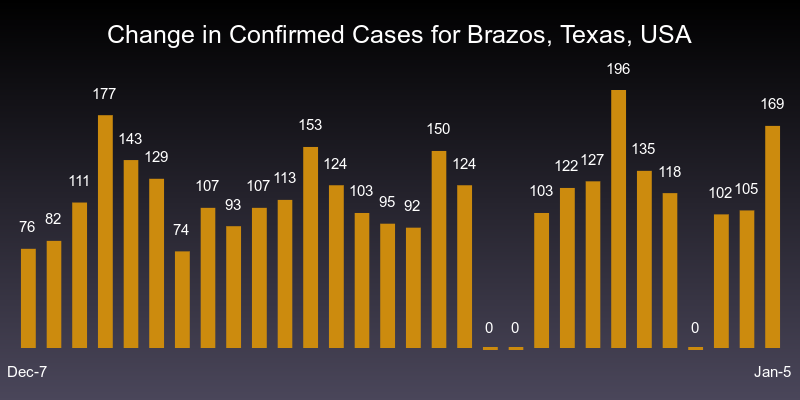 Change in Confirmed Cases for Brazos, Texas, USA
76 82 111 177 143 129 74 107 93 107 113 153 124 103 95 92 150 124 0 0 103 122 127 196 135 118 0 102 105 169
Dec-7 Jan-5